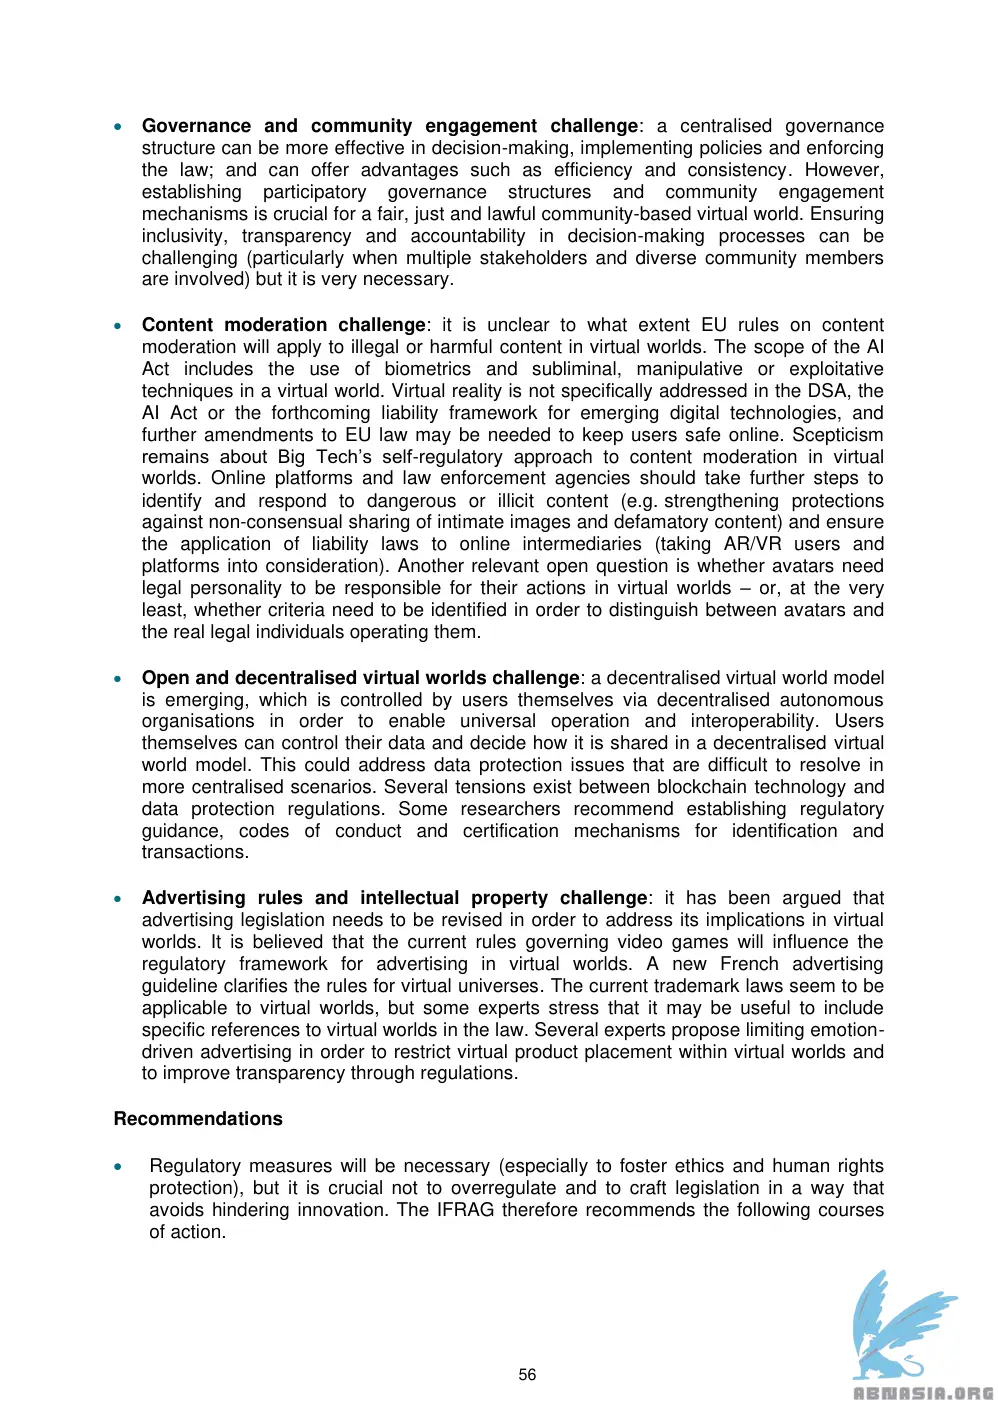 • Governance and community engagement challenge: a centralised governance
structure can be more effective in decision-making, implementing policies and enforcing
the law; and can offer advantages such as efficiency and consistency. However,
establishing participatory governance structures and community engagement
mechanisms is crucial for a fair, just and lawful community-based virtual world. Ensuring
inclusivity, transparency and accountability in decision-making processes can be
challenging (particularly when multiple stakeholders and diverse community members
are involved) but it is very necessary.
• Content moderation challenge: it is unclear to what extent EU rules on content
moderation will apply to illegal or harmful content in virtual worlds. The scope of the AI
Act includes the use of biometrics and subliminal, manipulative or exploitative
techniques in a virtual world. Virtual reality is not specifically addressed in the DSA, the
AI Act or the forthcoming liability framework for emerging digital technologies, and
further amendments to EU law may be needed to keep users safe online. Scepticism
remains about Big Tech’s self-regulatory approach to content moderation in virtual
worlds. Online platforms and law enforcement agencies should take further steps to
identify and respond to dangerous or illicit content (e.g. strengthening protections
against non-consensual sharing of intimate images and defamatory content) and ensure
the application of liability laws to online intermediaries (taking AR/VR users and
platforms into consideration). Another relevant open question is whether avatars need
legal personality to be responsible for their actions in virtual worlds – or, at the very
least, whether criteria need to be identified in order to distinguish between avatars and
the real legal individuals operating them.
• Open and decentralised virtual worlds challenge: a decentralised virtual world model
is emerging, which is controlled by users themselves via decentralised autonomous
organisations in order to enable universal operation and interoperability. Users
themselves can control their data and decide how it is shared in a decentralised virtual
world model. This could address data protection issues that are difficult to resolve in
more centralised scenarios. Several tensions exist between blockchain technology and
data protection regulations. Some researchers recommend establishing regulatory
guidance, codes of conduct and certification mechanisms for identification and
transactions.
• Advertising rules and intellectual property challenge: it has been argued that
advertising legislation needs to be revised in order to address its implications in virtual
worlds. It is believed that the current rules governing video games will influence the
regulatory framework for advertising in virtual worlds. A new French advertising
guideline clarifies the rules for virtual universes. The current trademark laws seem to be
applicable to virtual worlds, but some experts stress that it may be useful to include
specific references to virtual worlds in the law. Several experts propose limiting emotion-
driven advertising in order to restrict virtual product placement within virtual worlds and
to improve transparency through regulations.
Recommendations
• Regulatory measures will be necessary (especially to foster ethics and human rights
protection), but it is crucial not to overregulate and to craft legislation in a way that
avoids hindering innovation. The IFRAG therefore recommends the following courses
of action.
56
ABNASIA.ORG